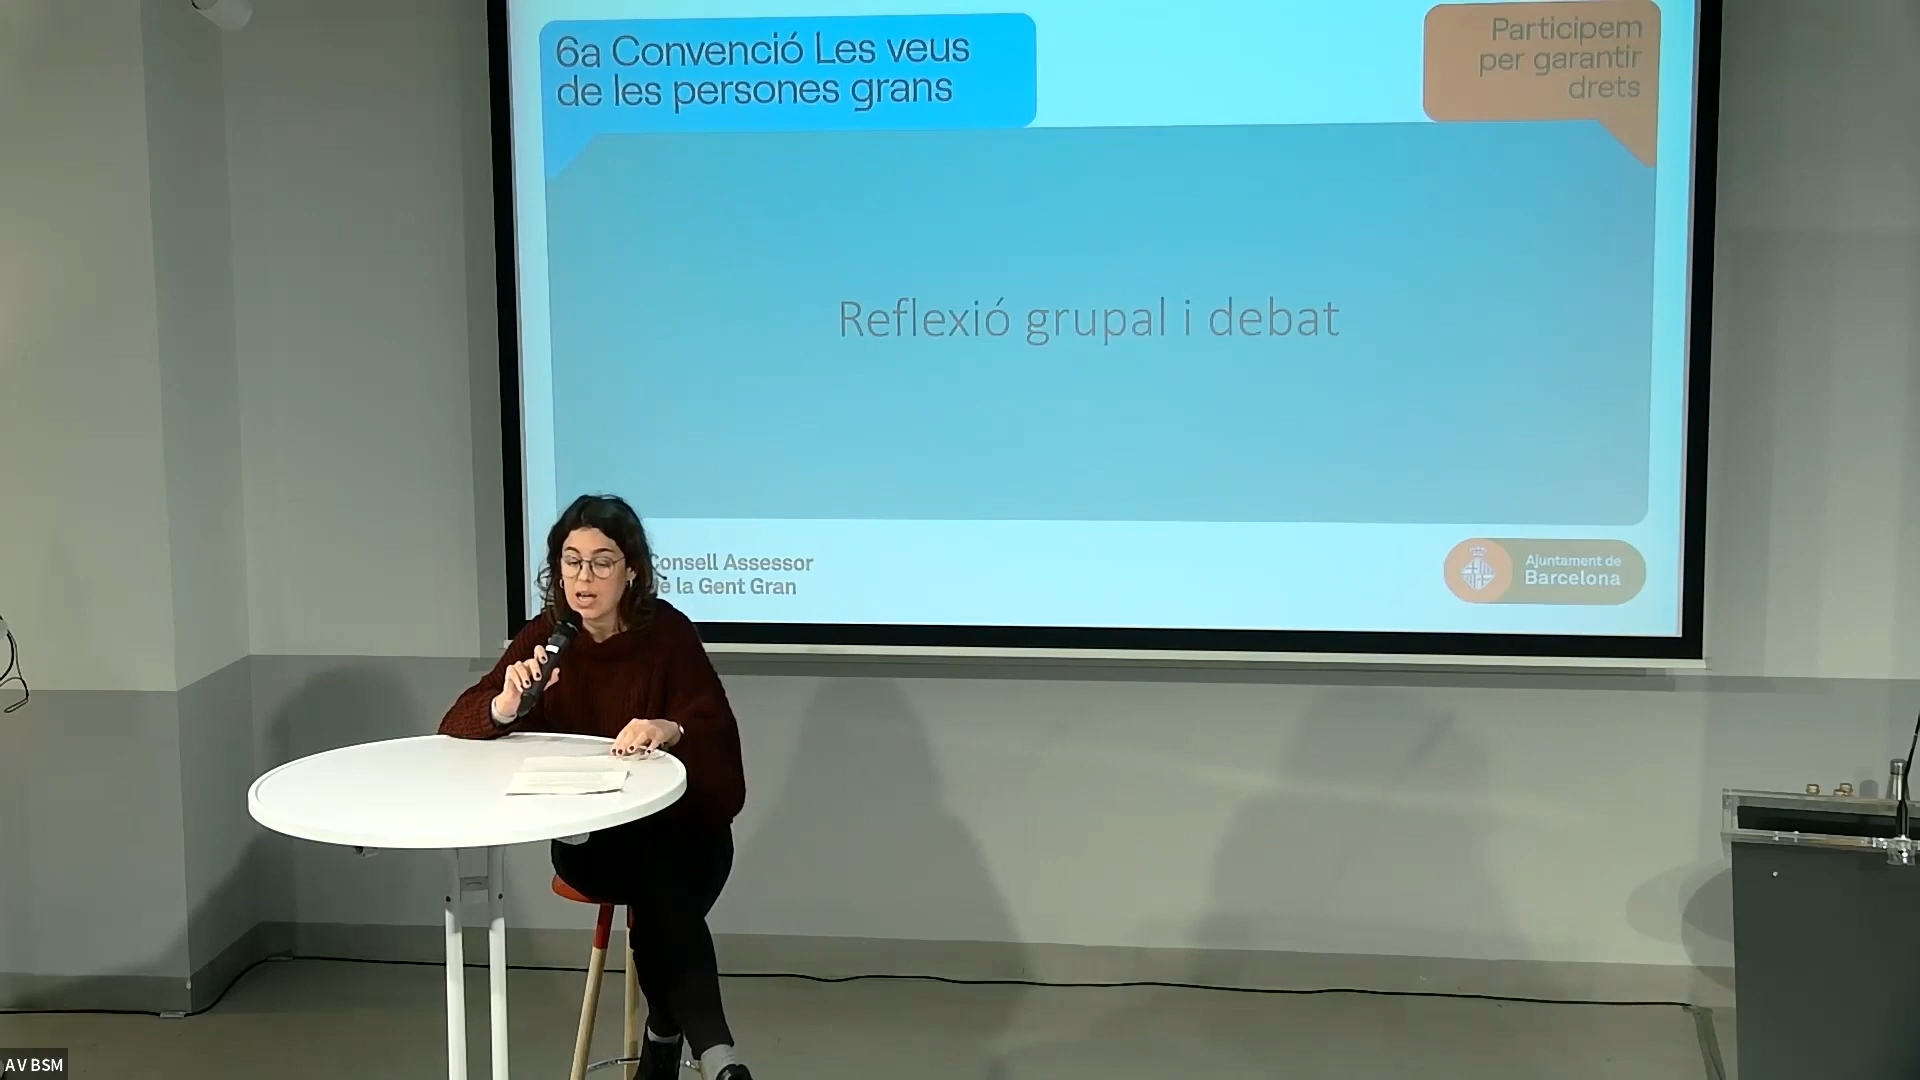 6a Convenció Les veus
de les persones grans
Participem
per garantir
drets
Reflexió grupal i debat
Consell Assessor
de la Gent Gran
Ajuntament de
Barcelona
AV BSM